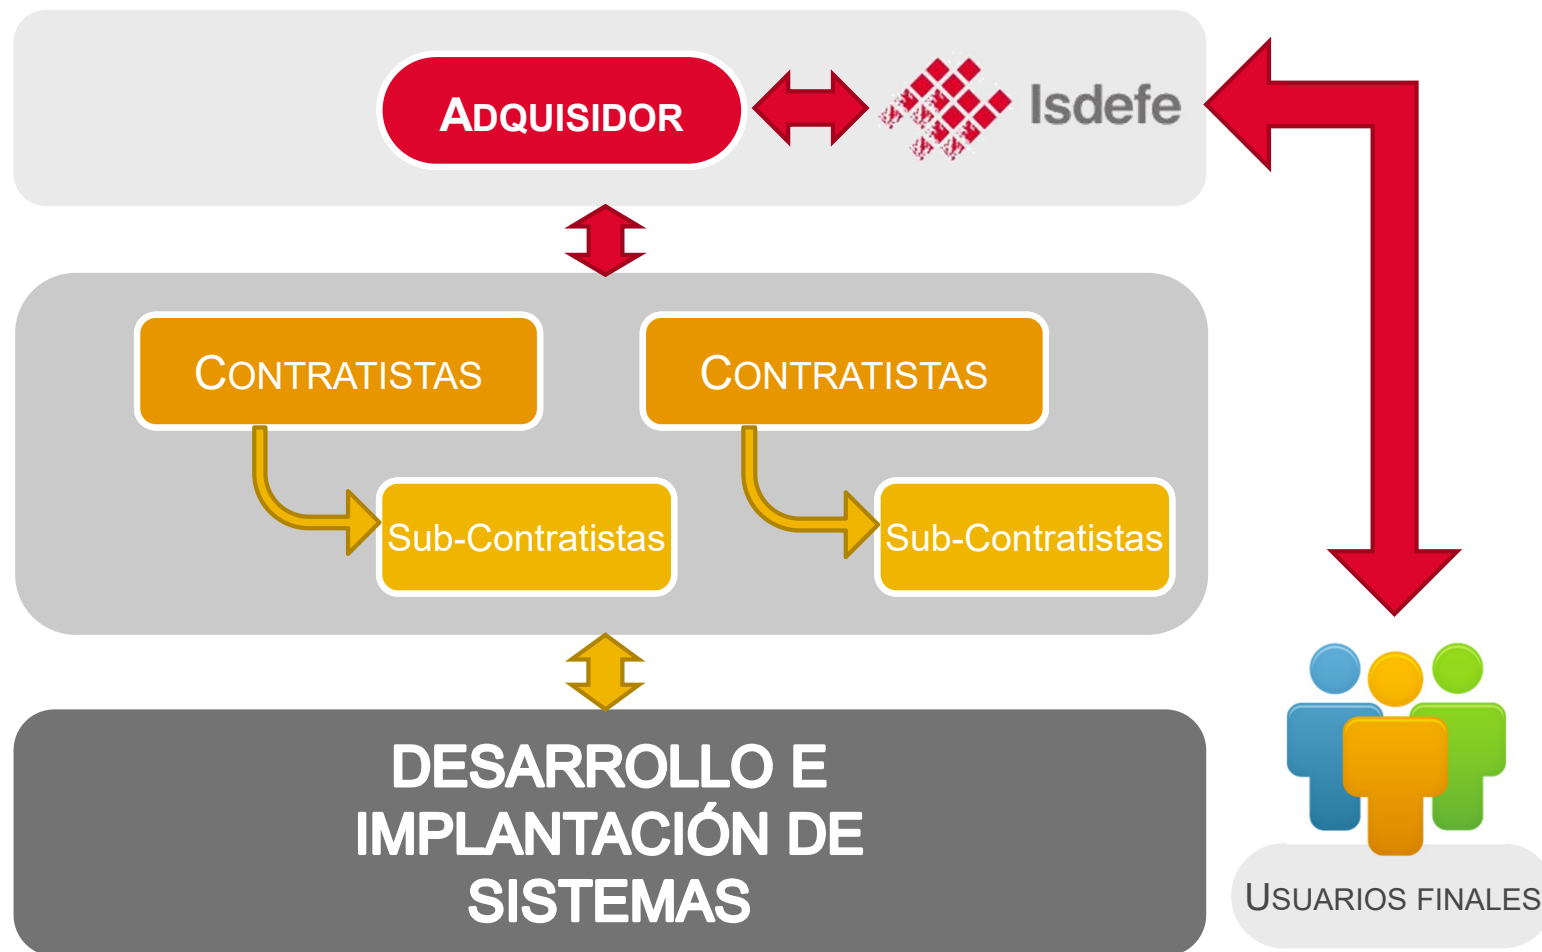 ADQUISIDOR
Isdefe
CONTRATISTAS
CONTRATISTAS
Sub-Contratistas
Sub-Contratistas
DESARROLLO E
IMPLANTACIÓN DE
SISTEMAS
USUARIOS FINALES